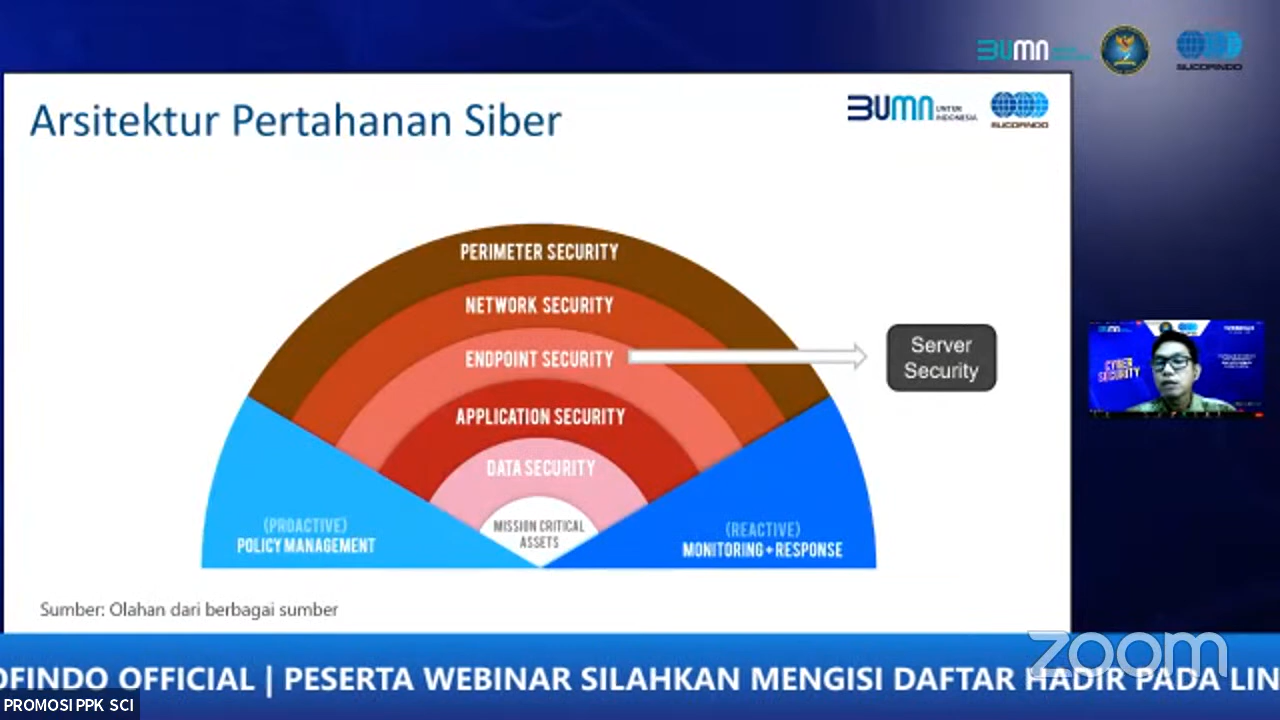 BUMN
SUCOFINDO
Arsitektur Pertahanan Siber
BUMN UNTUK
INDONESIA
SUCOFINDO
PERIMETER SECURITY
NETWORK SECURITY
ENDPOINT SECURITY
Server
Security
APPLICATION SECURITY
DATA SECURITY
MISSION CRITICAL
ASSETS
(PROACTIVE)
POLICY MANAGEMENT
(REACTIVE)
MONITORING + RESPONSE
CYBER
SECURITY
Sumber: Olahan dari berbagai sumber
zoom
OFINDO OFFICIAL | PESERTA WEBINAR SILAHKAN MENGISI DAFTAR HADIR PADA LIN
PROMOSI PPK SCI